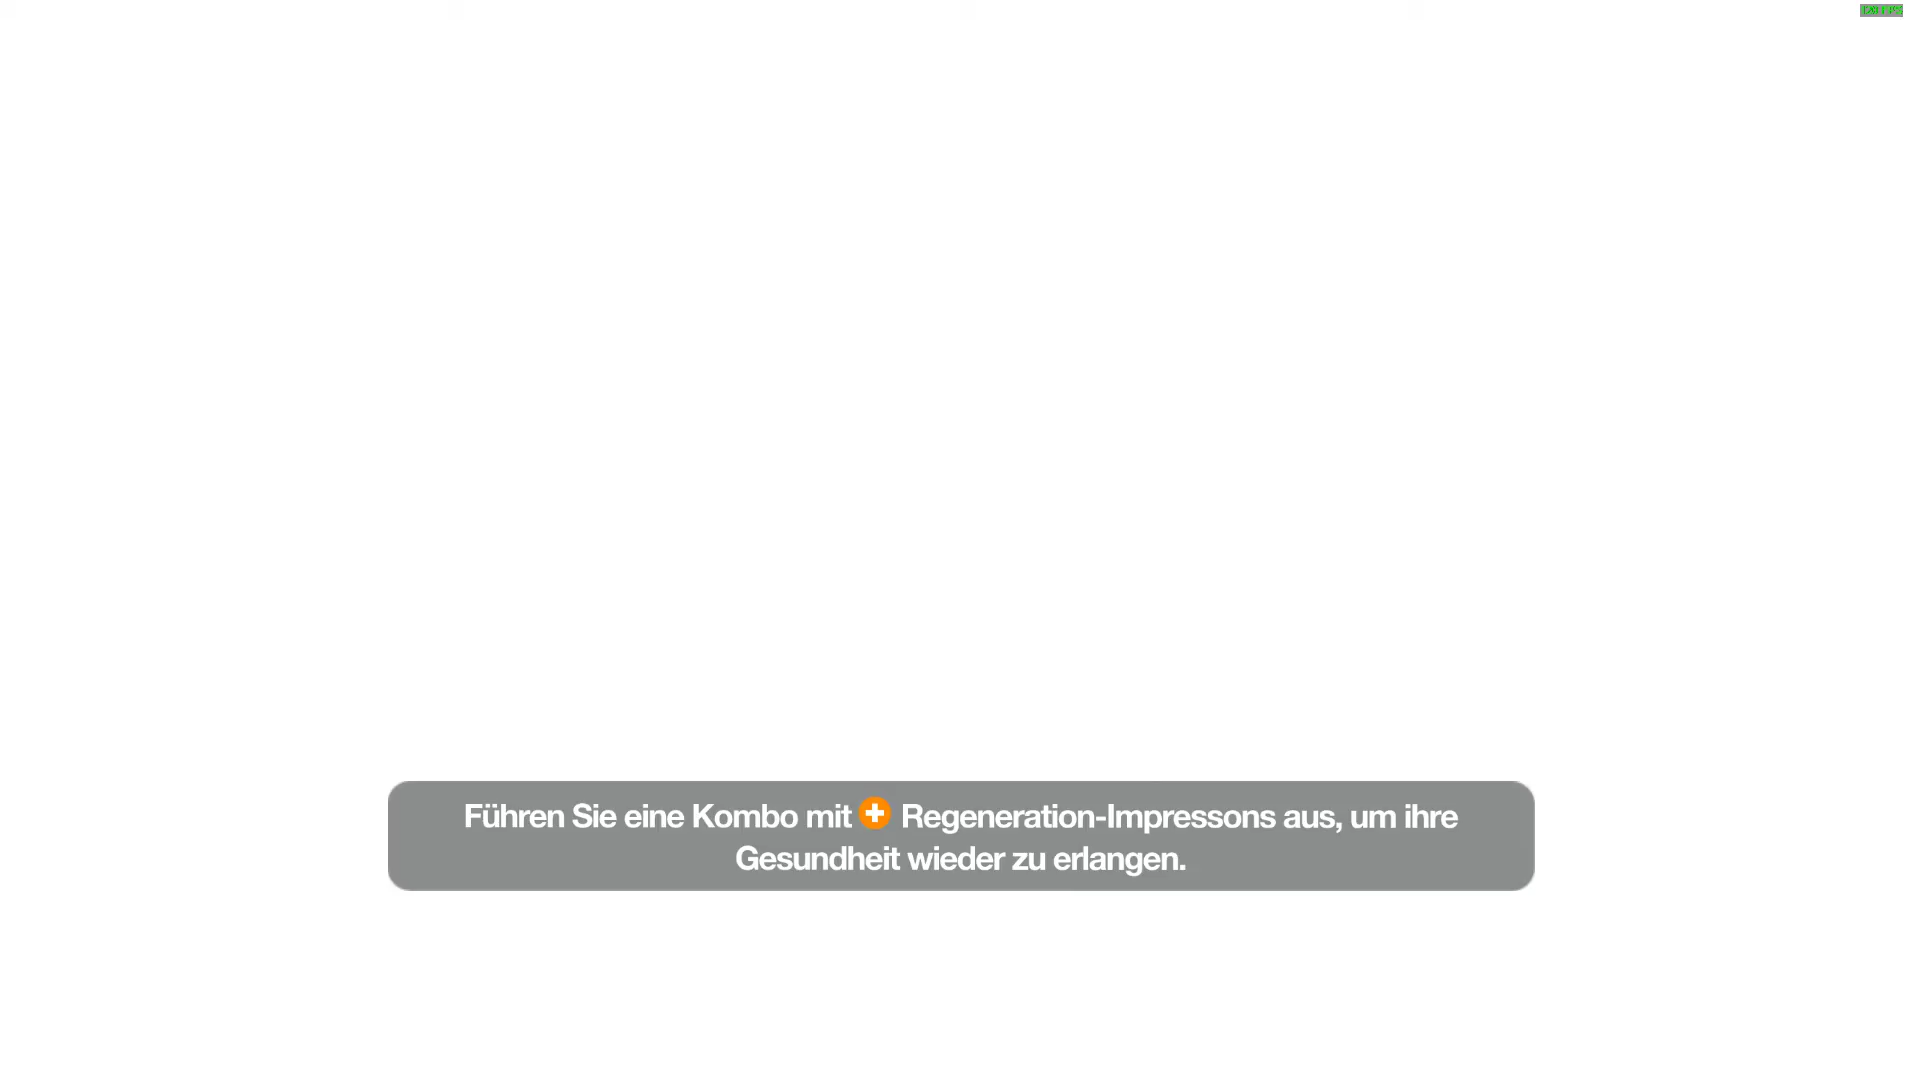 Führen Sie eine Kombo mit Regeneration-Impressons aus, um ihre
Gesundheit wieder zu erlangen.